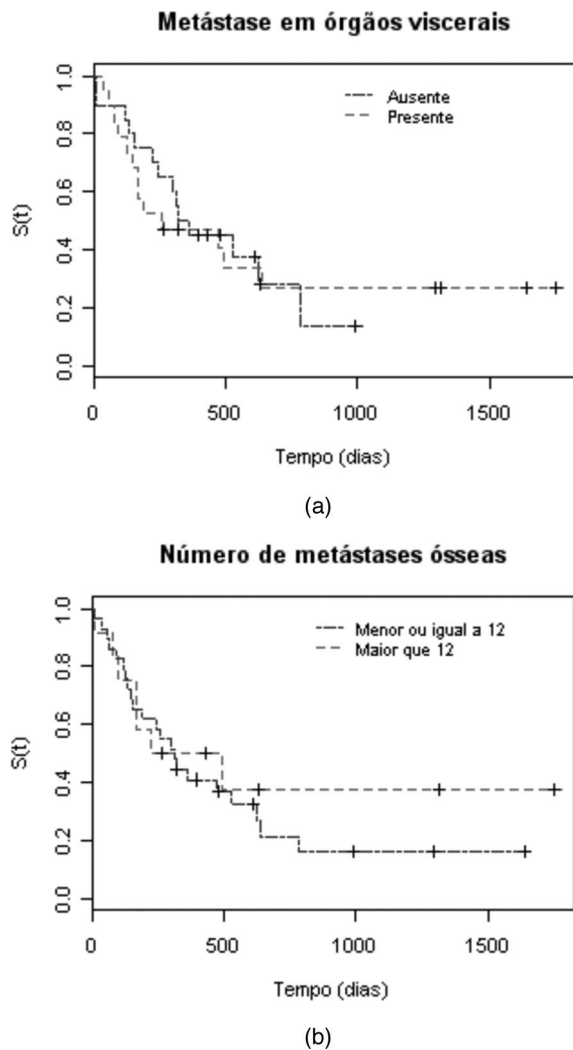 Metástase em órgãos viscerais
S(t)
1.0
0.8
0.6
0.4
0.2
0.0
Ausente
Presente
0 500 1000 1500
Tempo (dias)
(a)
Número de metástases ósseas
S(t)
1.0
0.8
0.6
0.4
0.2
0.0
Menor ou igual a 12
Maior que 12
0 500 1000 1500
Tempo (dias)
(b)